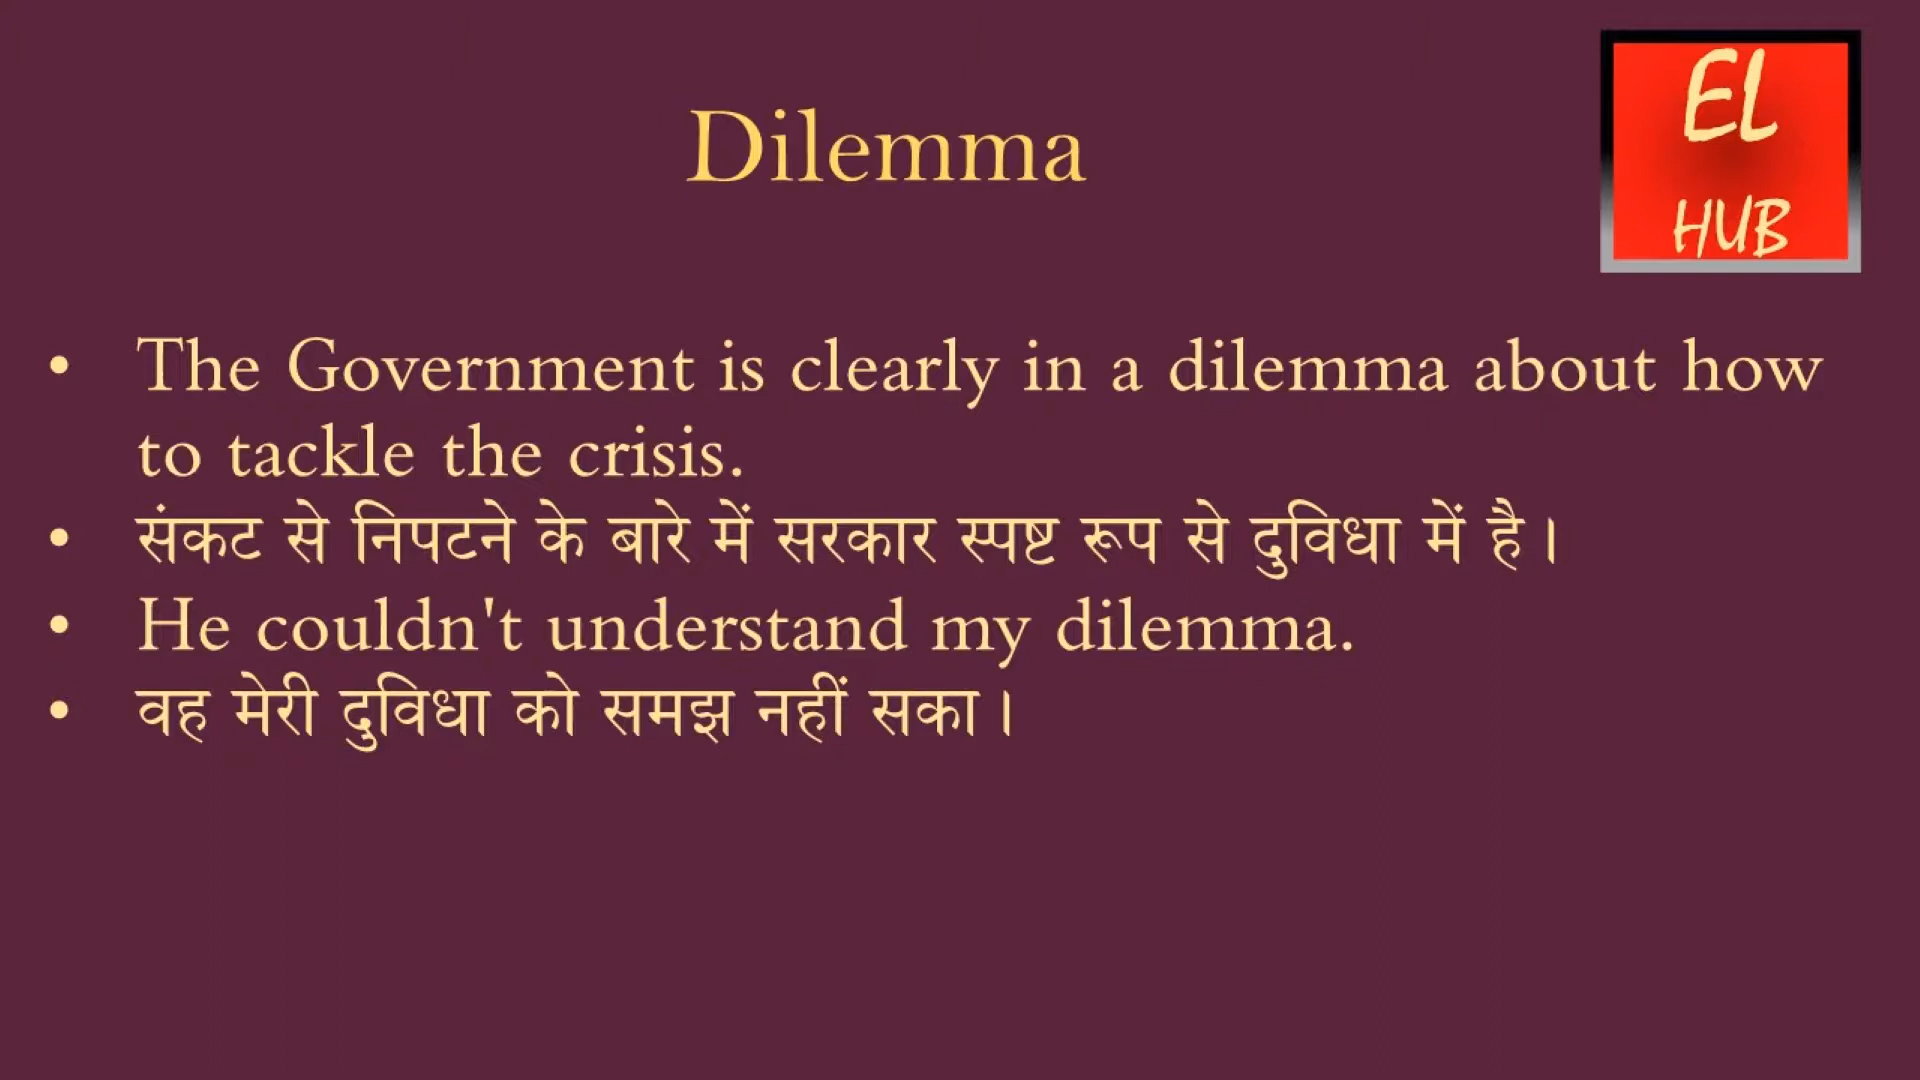 EL
HUB
Dilemma
• The Government is clearly in a dilemma about how
to tackle the crisis.
• संकट से निपटने के बारे में सरकार स्पष्ट रूप से दुविधा में है।
• He couldn't understand my dilemma.
• वह मेरी दुविधा को समझ नहीं सका।